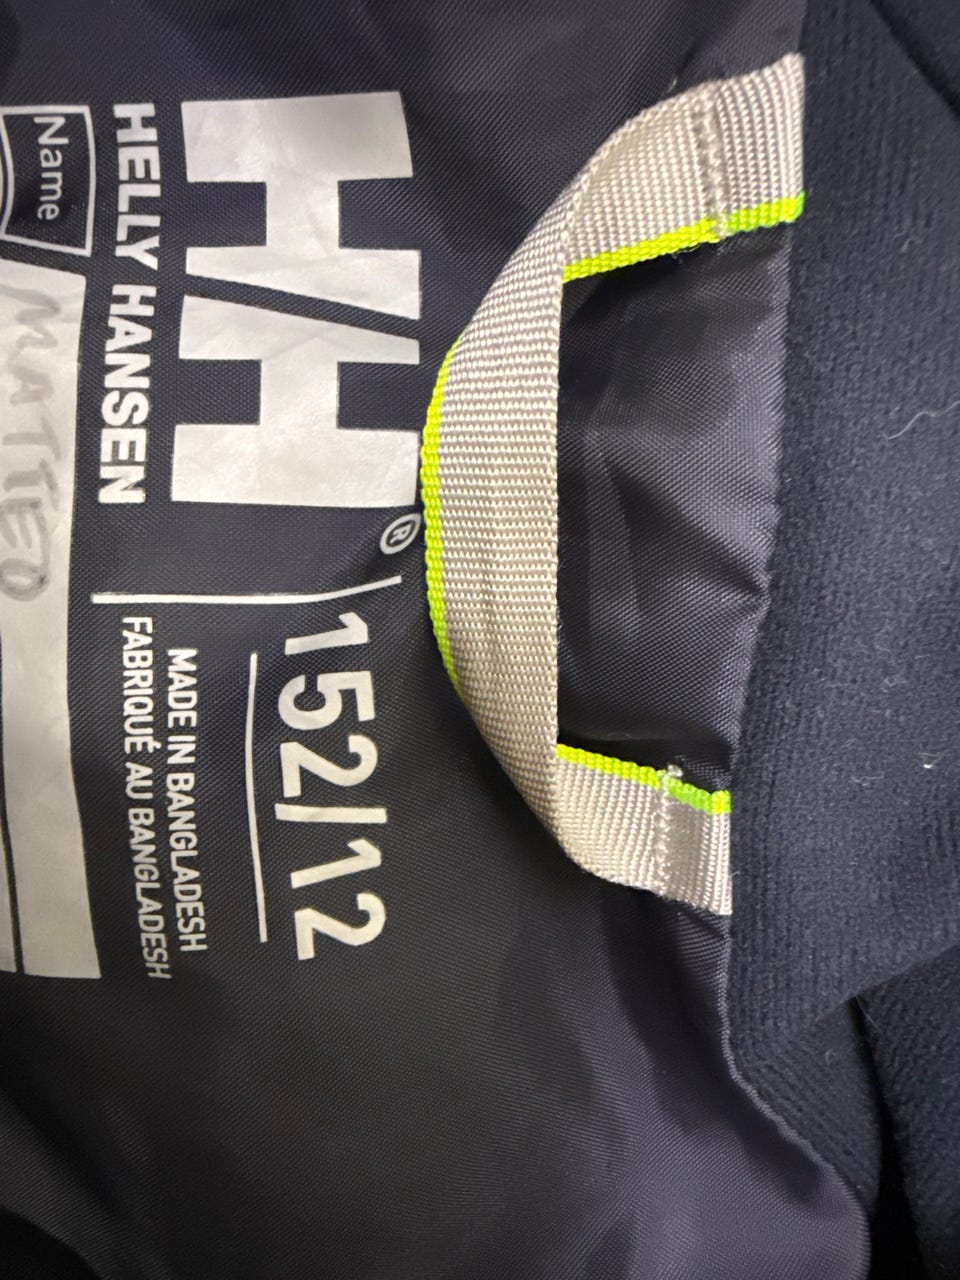 HH®
HELLY HANSEN
152/12
MADE IN BANGLADESH
FABRIQUÉ AU BANGLADESH
Name
MATTEO